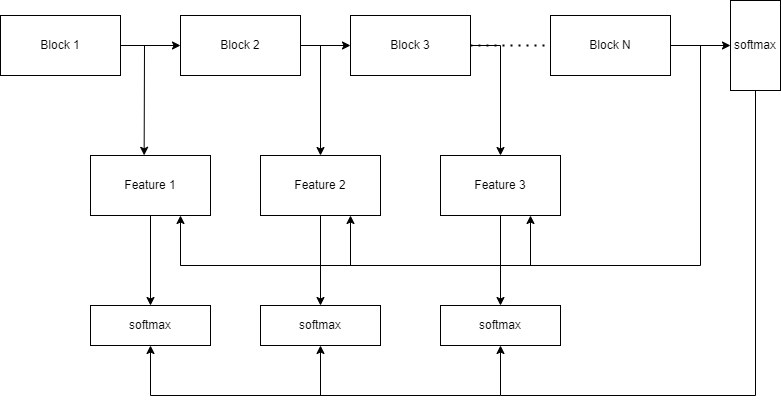 Block 1
Block 2
Block 3
Block N
softmax
Feature 1
Feature 2
Feature 3
softmax
softmax
softmax